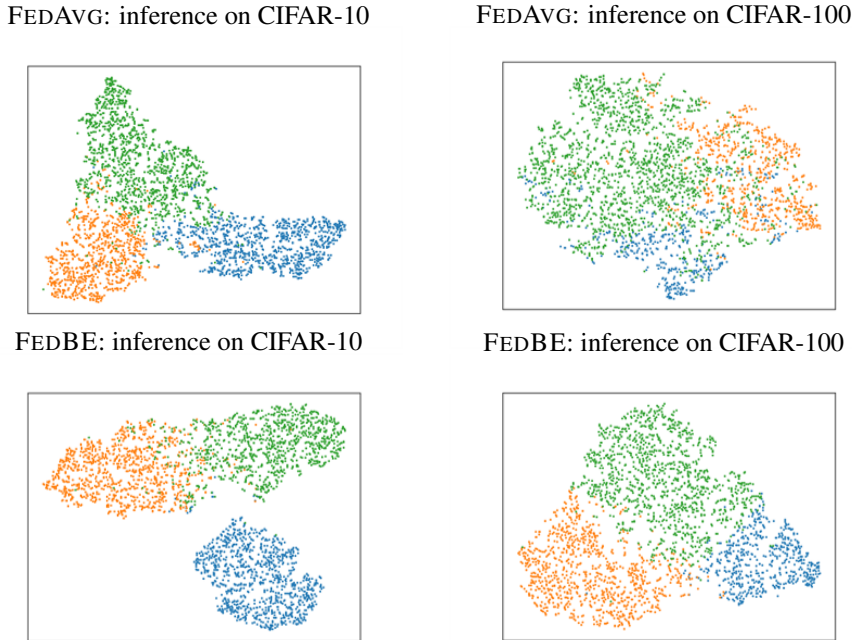 FEDAVG: inference on CIFAR-10
FEDAVG: inference on CIFAR-100
FEDBE: inference on CIFAR-10
FEDBE: inference on CIFAR-100